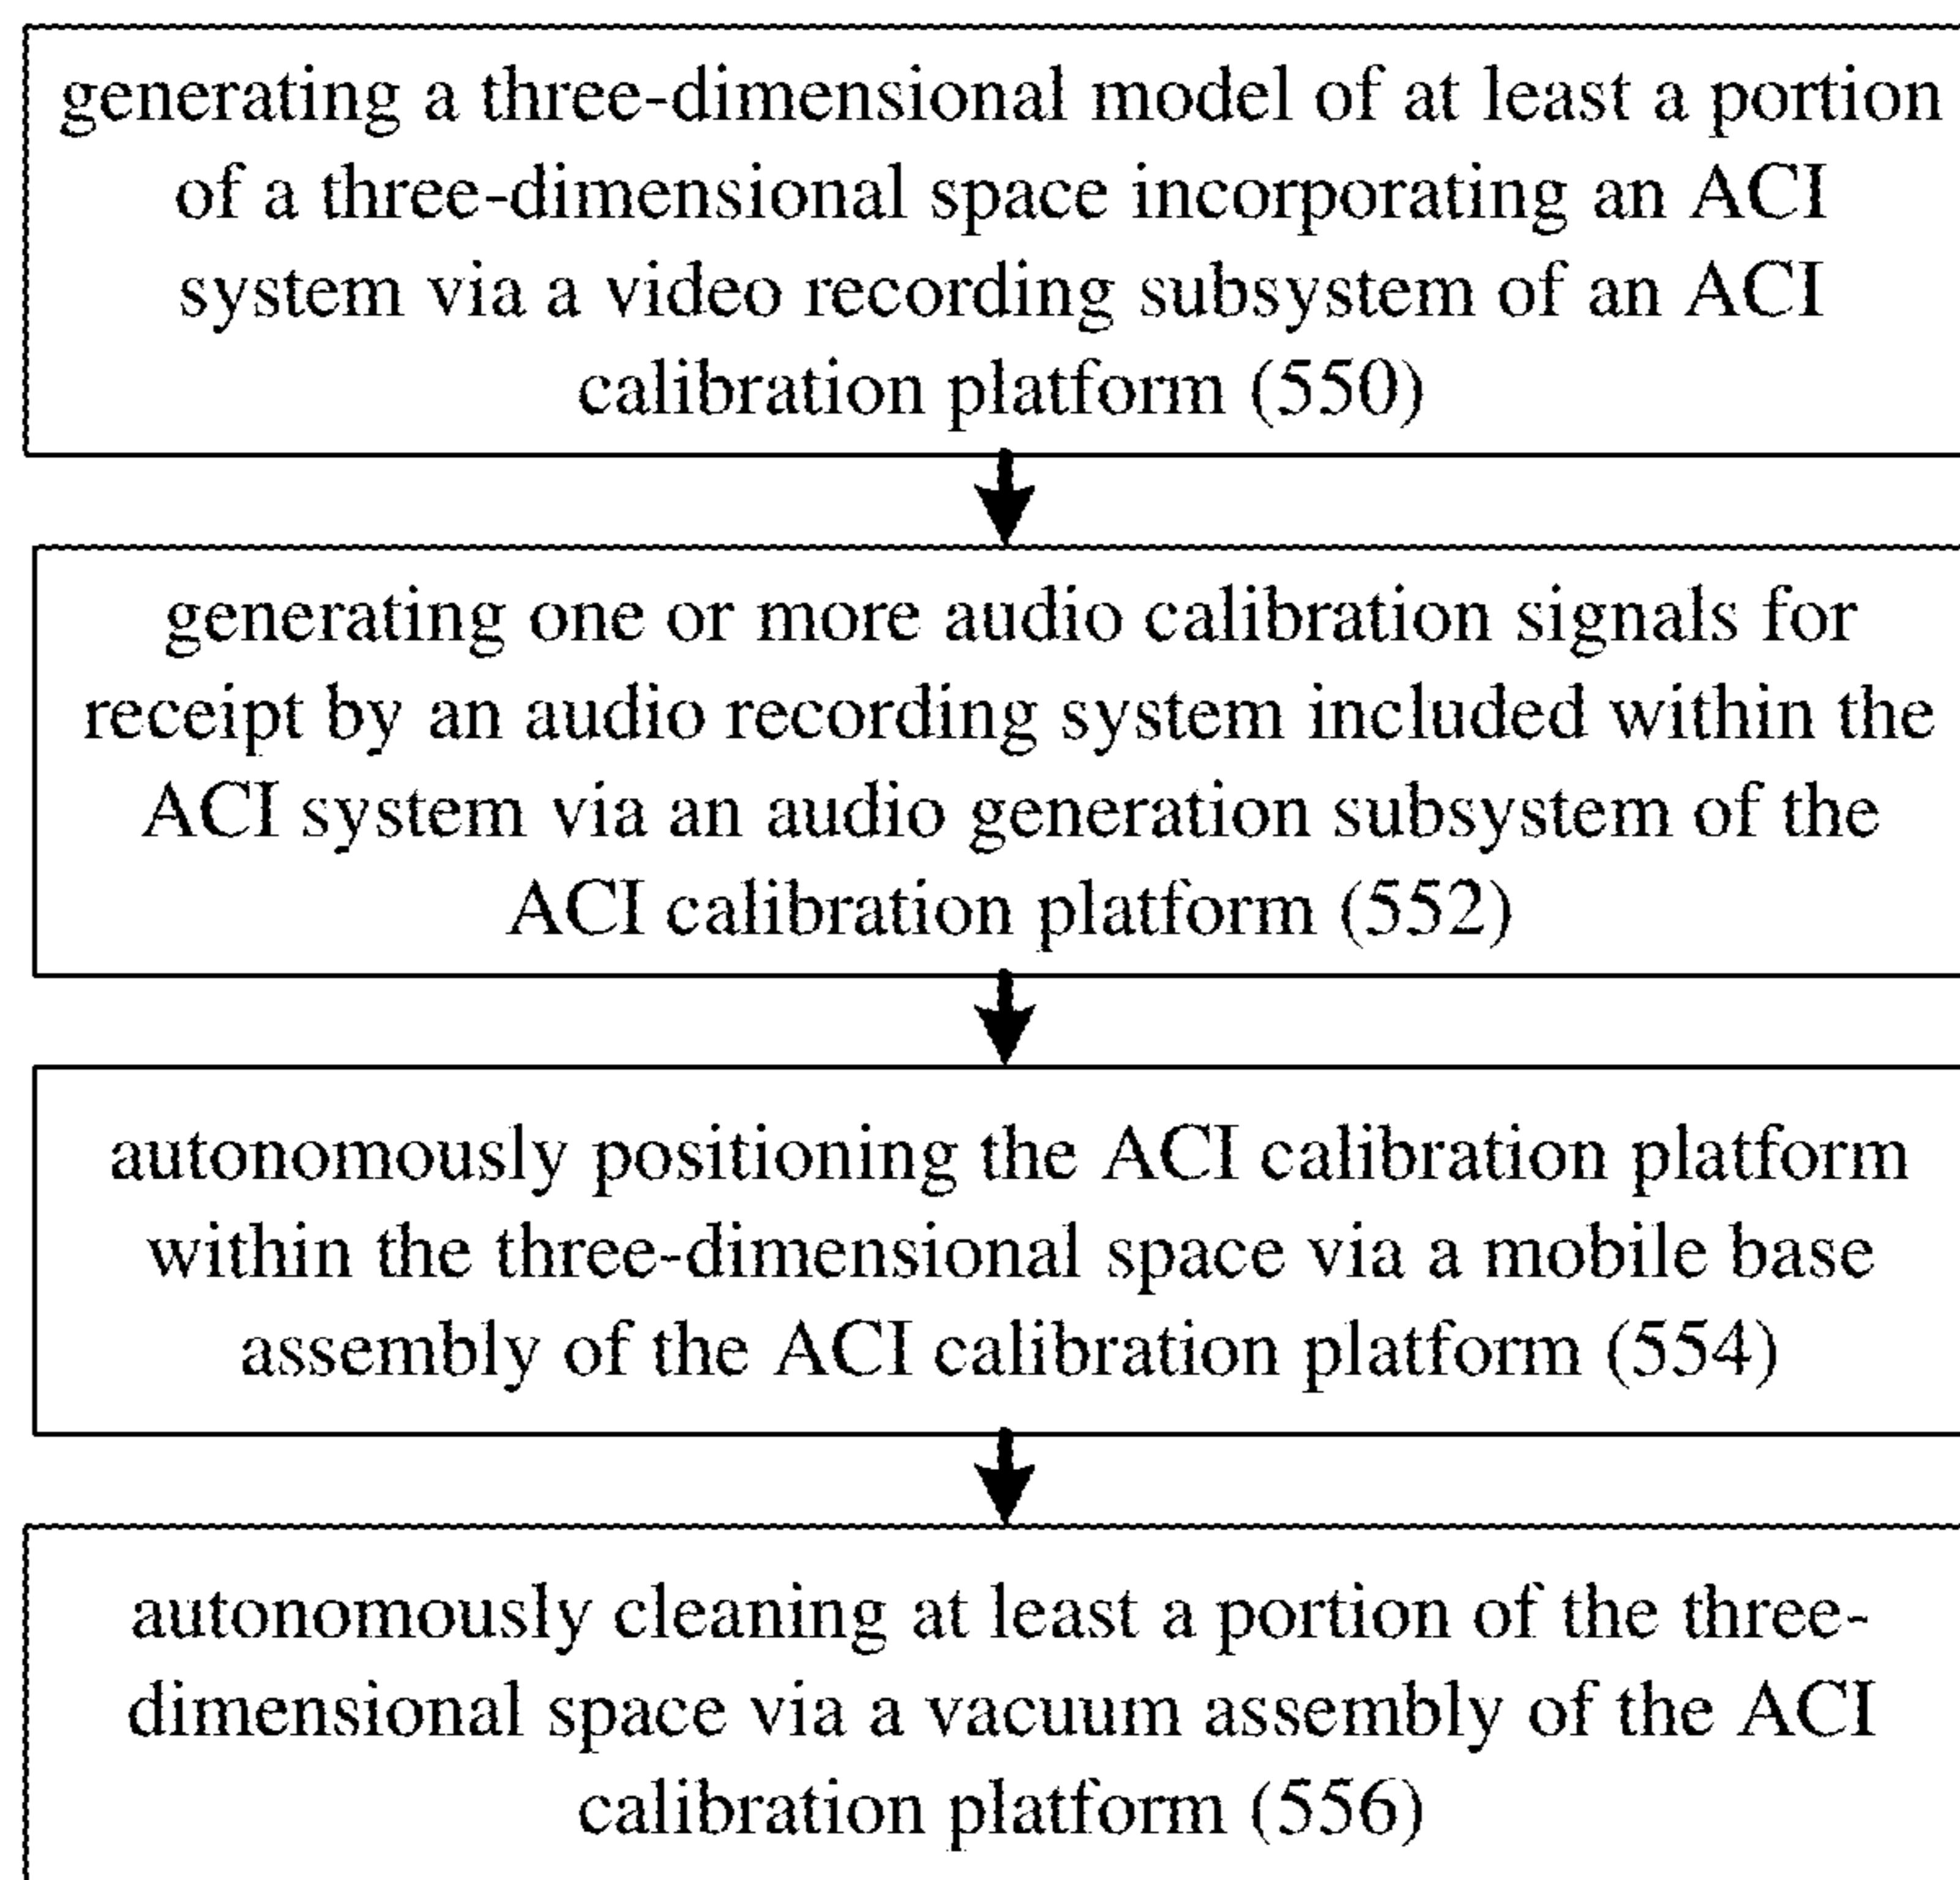 generating a three-dimensional model of at least a portion
of a three-dimensional space incorporating an ACI
system via a video recording subsystem of an ACI
calibration platform (550)
generating one or more audio calibration signals for
receipt by an audio recording system included within the
ACI system via an audio generation subsystem of the
ACI calibration platform (552)
autonomously positioning the ACI calibration platform
within the three-dimensional space via a mobile base
assembly of the ACI calibration platform (554)
autonomously cleaning at least a portion of the three-
dimensional space via a vacuum assembly of the ACI
calibration platform (556)